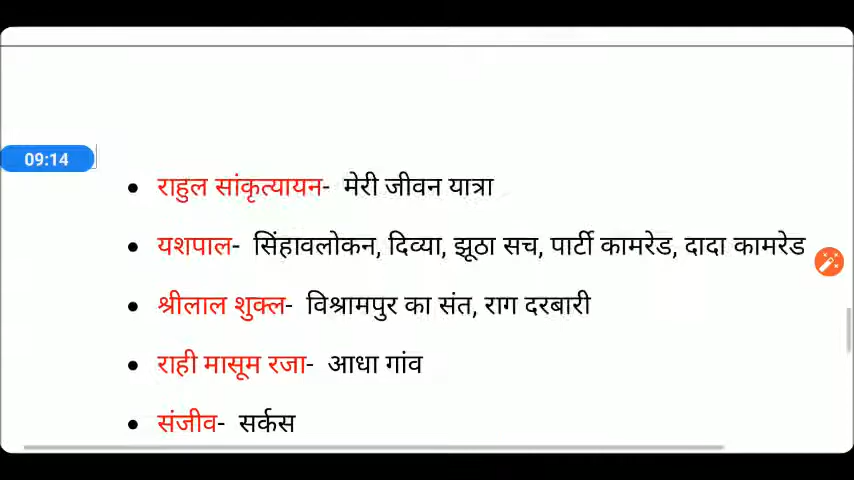 09:14
• राहुल सांकृत्यायन- मेरी जीवन यात्रा
• यशपाल- सिंहावलोकन, दिव्या, झूठा सच, पार्टी कामरेड, दादा कामरेड
• श्रीलाल शुक्ल- विश्रामपुर का संत, राग दरबारी
• राही मासूम रजा- आधा गांव
• संजीव- सर्कस